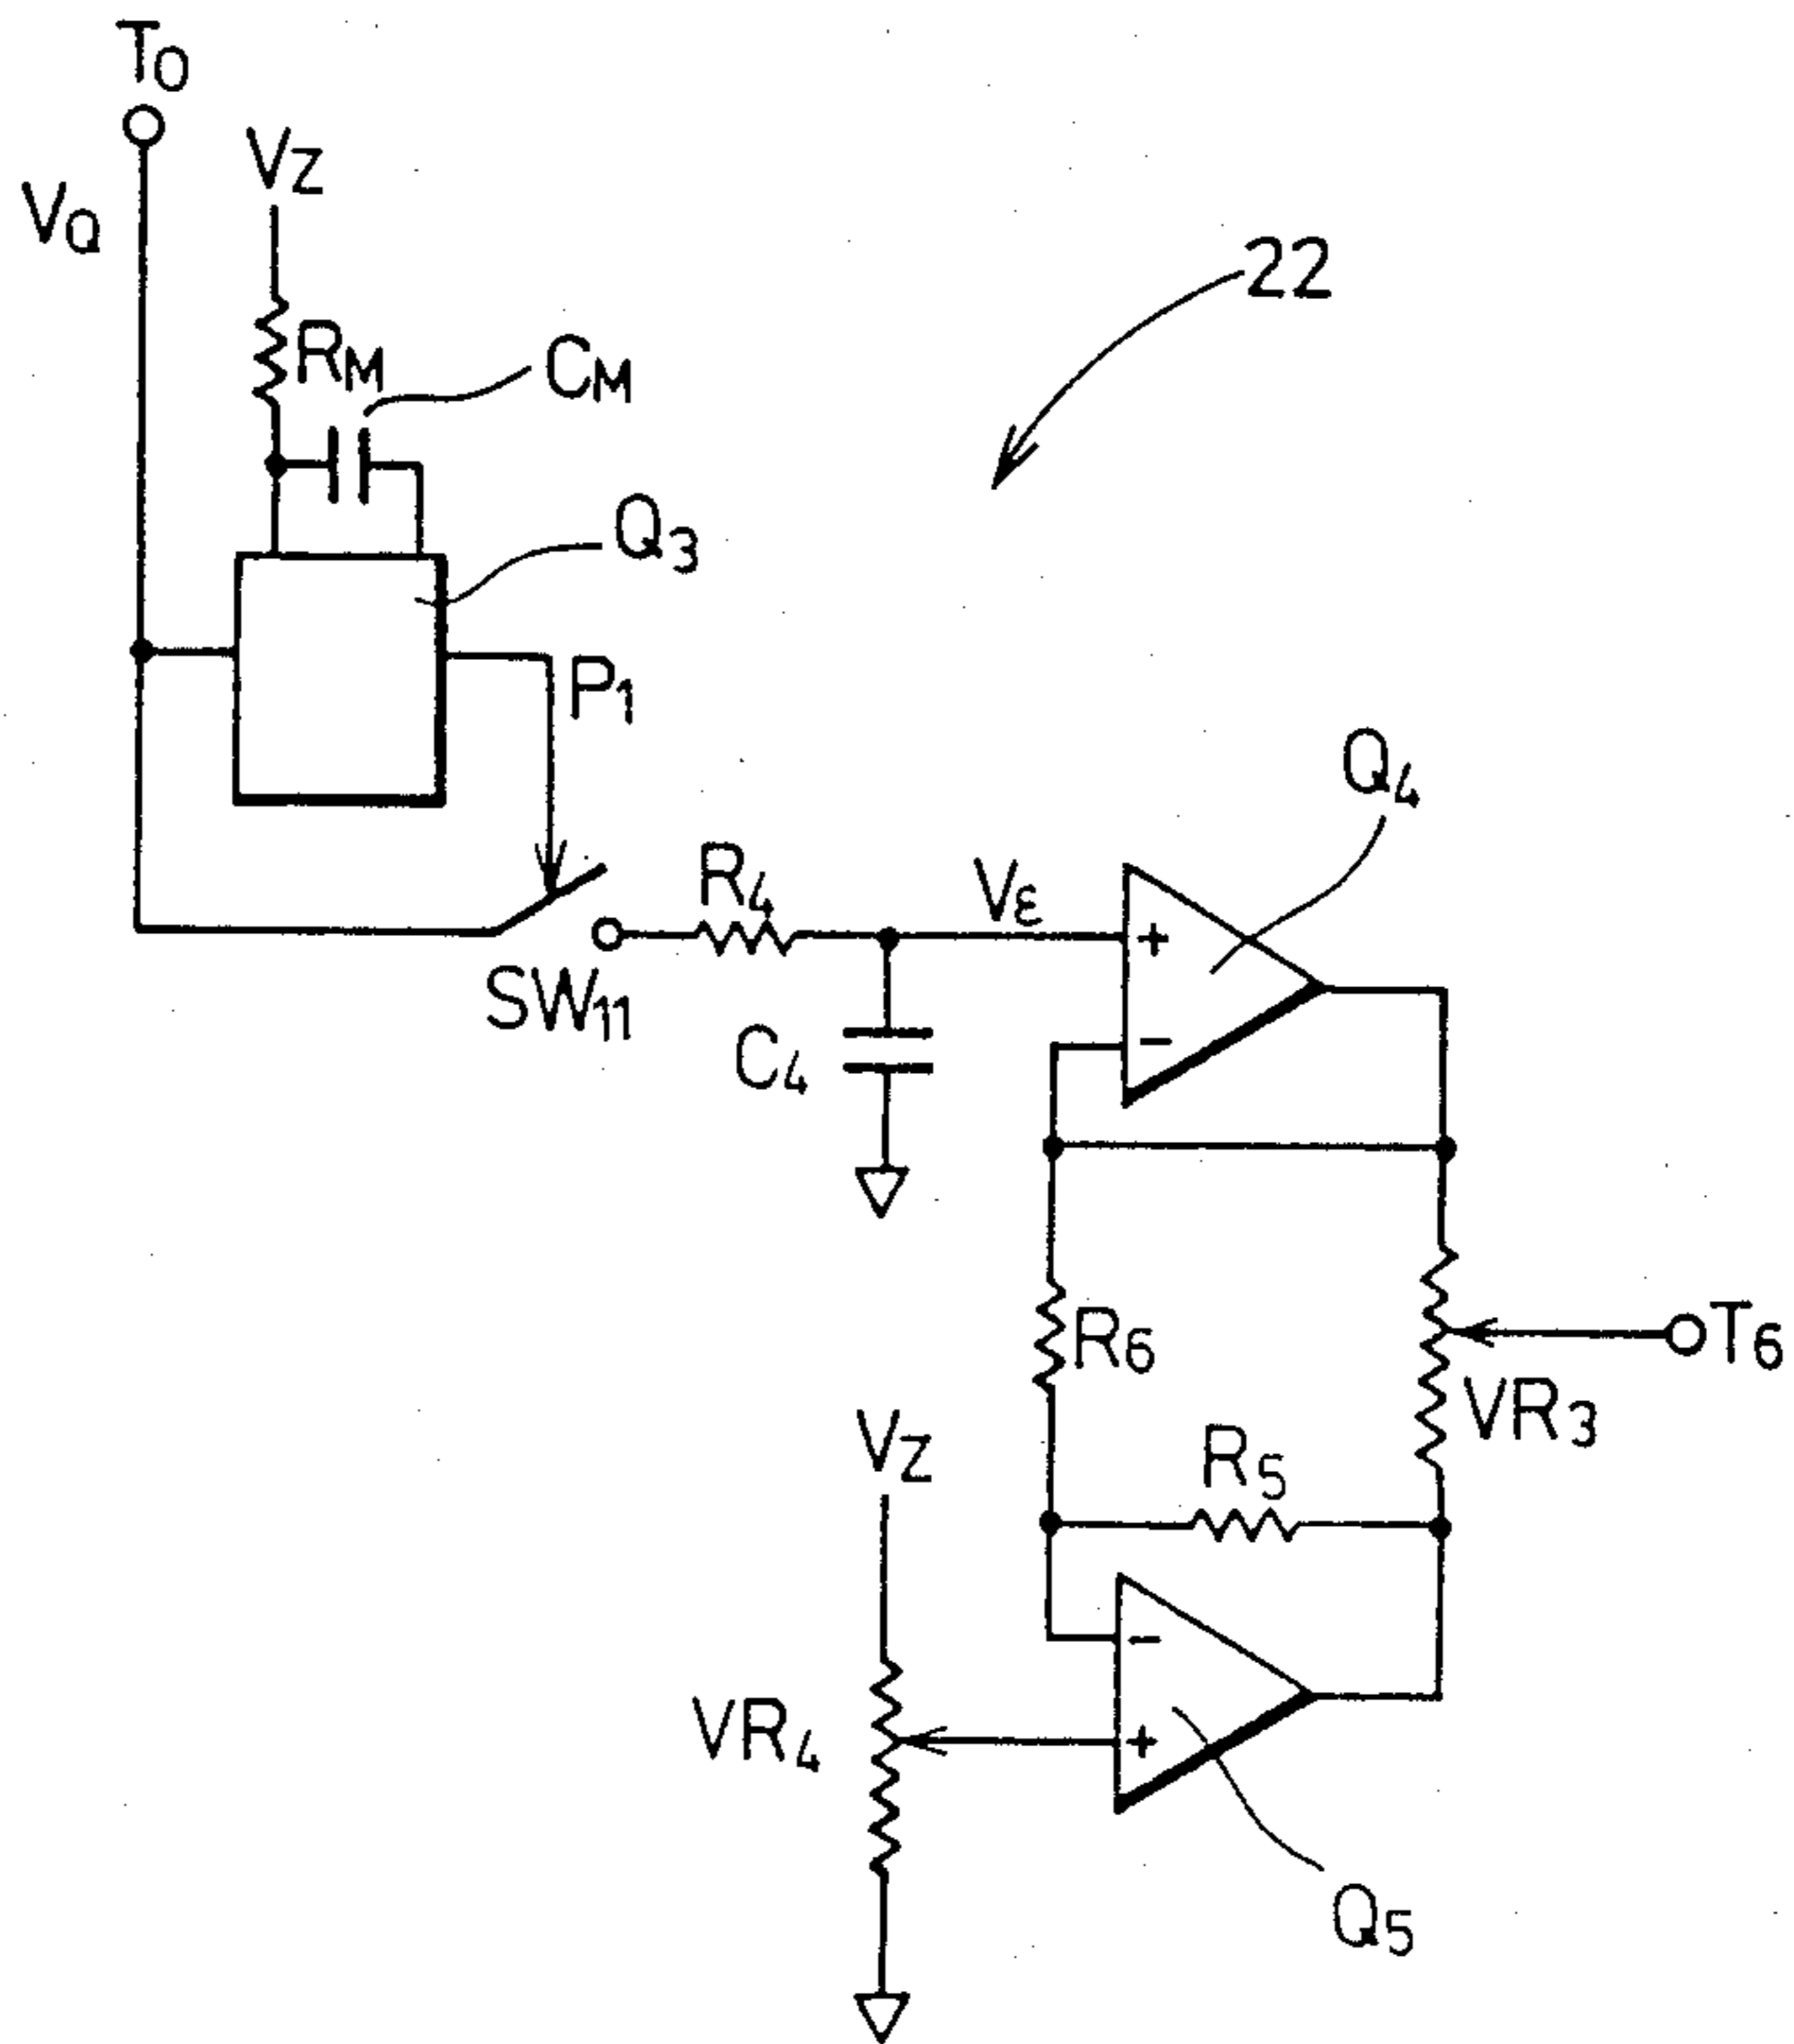 T0
VZ
Va
22
RM
CM
Q3
P1
Q4
R4
Vε
+
SW11
C4
-
R6
T6
VR3
VZ
R5
-
VR4
+
Q5